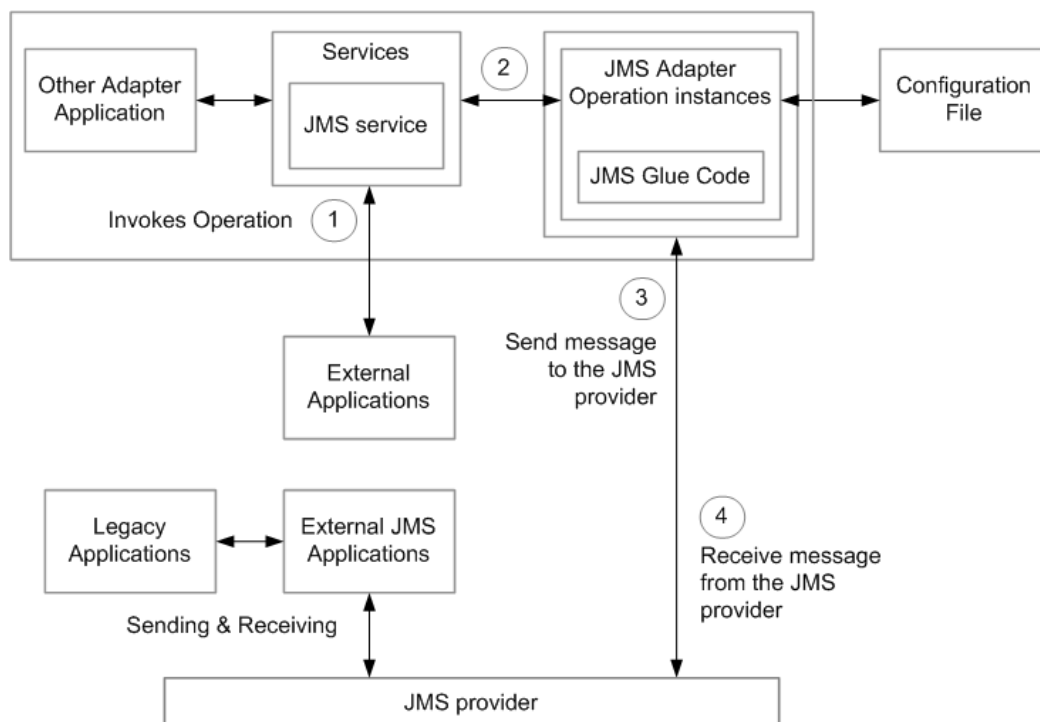 Services
2
JMS Adapter
Operation instances
Other Adapter
Application
Configuration
File
JMS service
JMS Glue Code
Invokes Operation
1
3
Send message
to the JMS
provider
External
Applications
4
Legacy
Applications
External JMS
Applications
Receive message
from the JMS
provider
Sending & Receiving
JMS provider